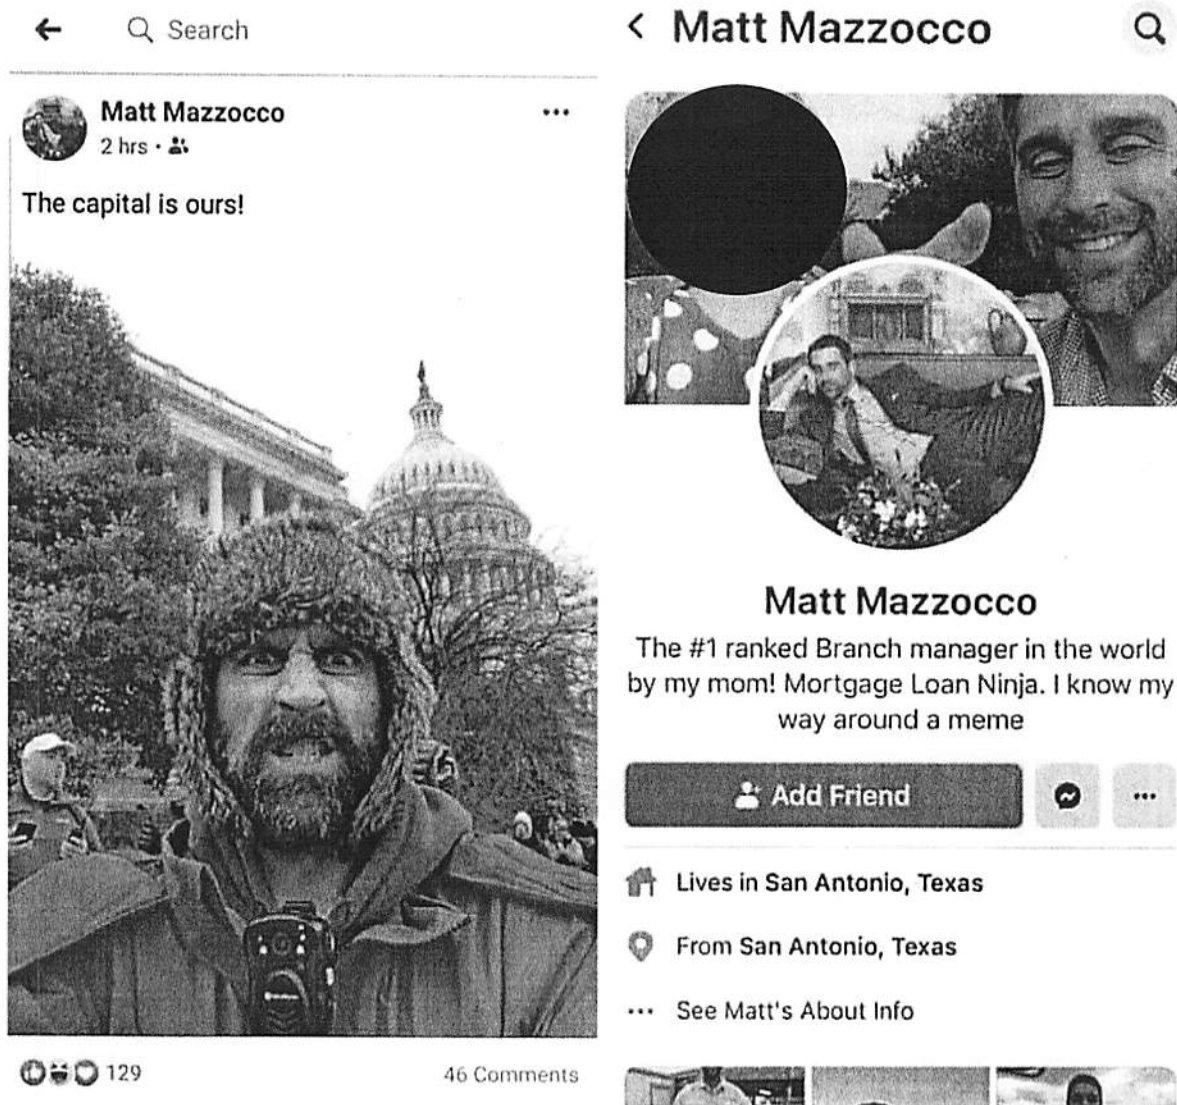 Search
Matt Mazzocco
2 hrs
The capital is ours!
129
46 Comments
Matt Mazzocco
Matt Mazzocco
The #1 ranked Branch manager in the world
by my mom! Mortgage Loan Ninja. I know my
way around a meme
Add Friend
Lives in San Antonio, Texas
From San Antonio, Texas
See Matt's About Info